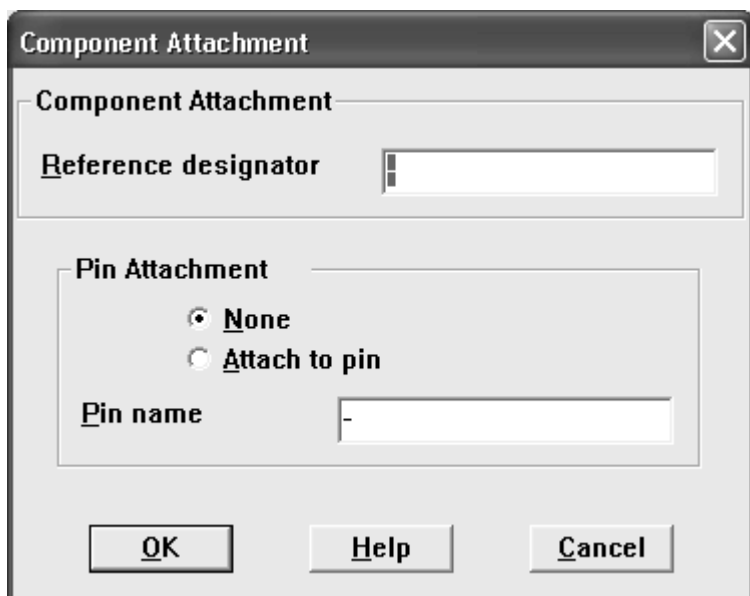 Component Attachment
Component Attachment
Reference designator -
Pin Attachment
None
Attach to pin
Pin name -
OK Help Cancel